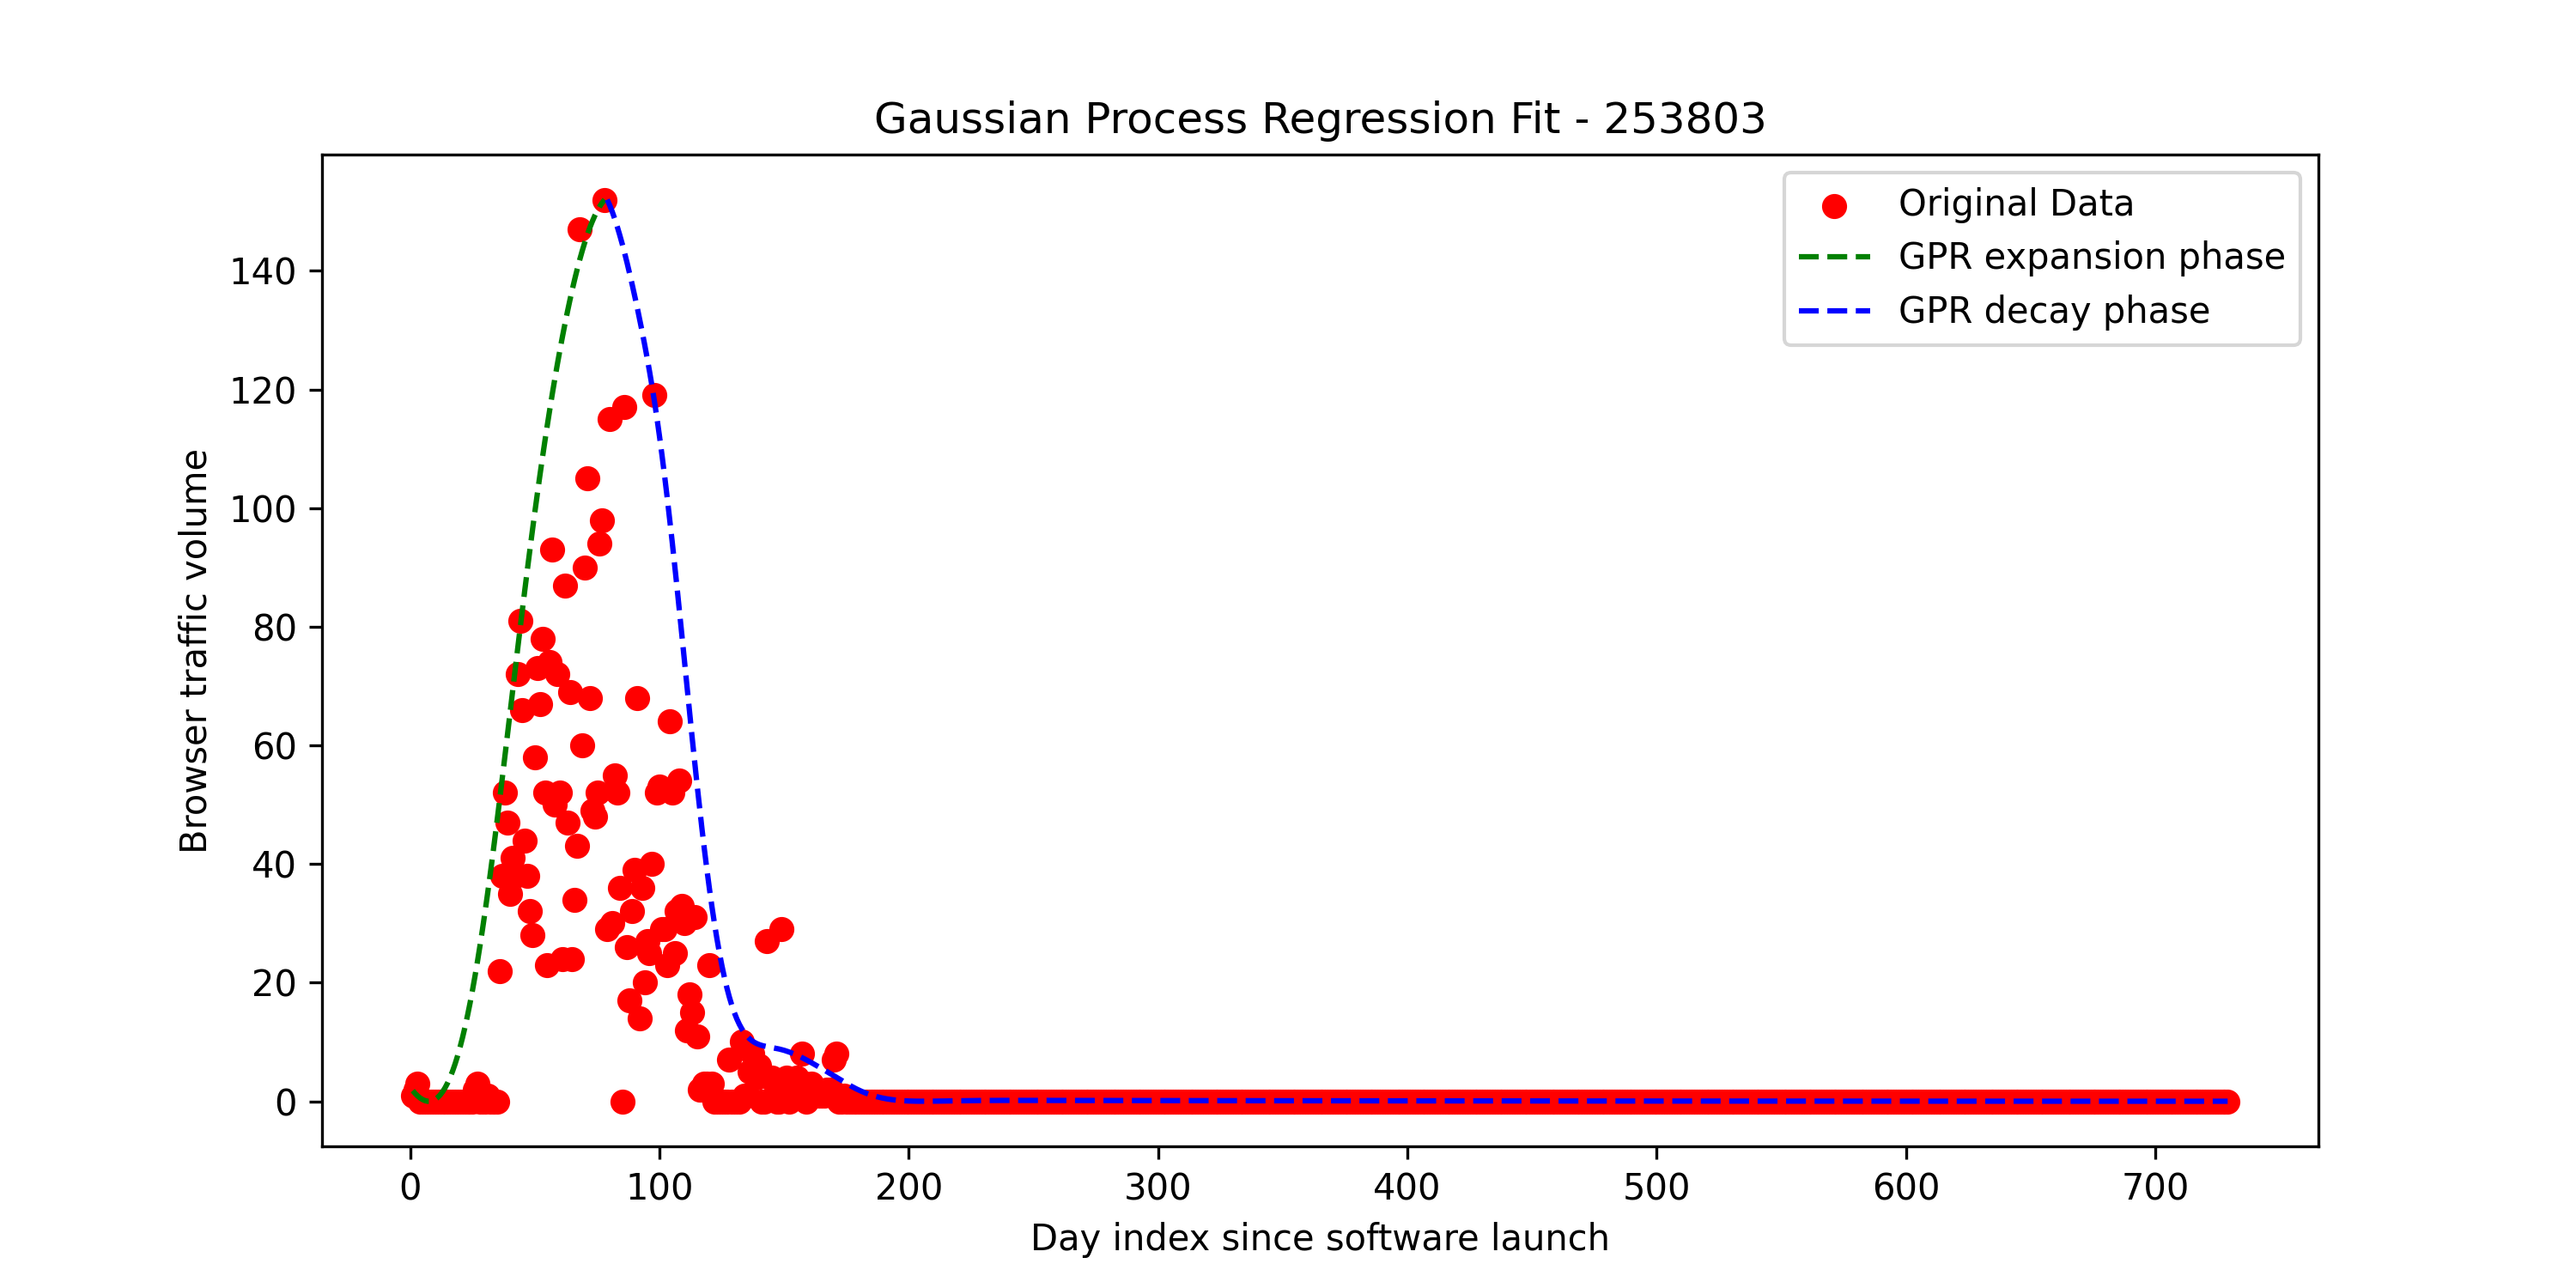 Gaussian Process Regression Fit - 253803
Original Data
GPR expansion phase
GPR decay phase
Browser traffic volume
140
120
100
80
60
40
20
0
0 100 200 300 400 500 600 700
Day index since software launch